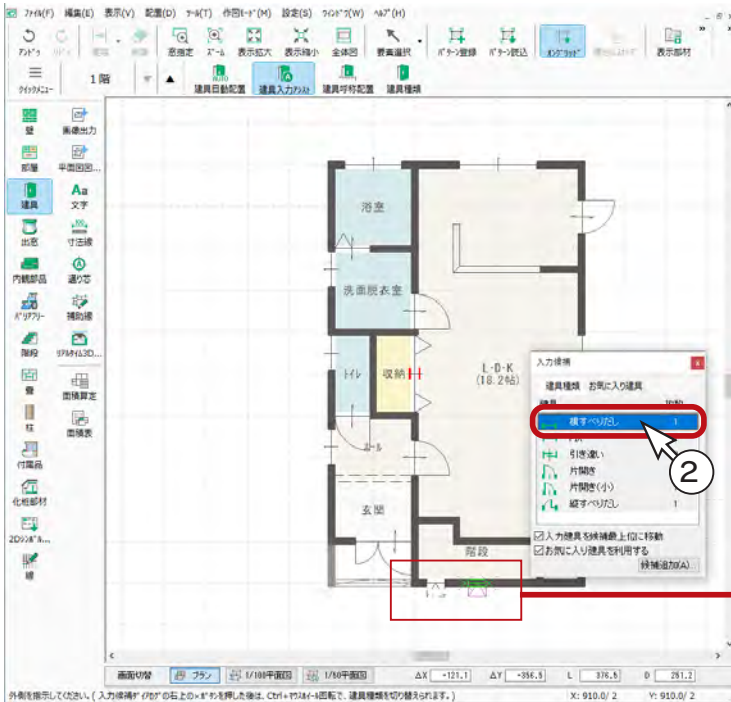 ファイル(F) 編集(E) 表示(V) 配置(D) ツール(T) 作図モード(M) 設定(S) ウィンドウ(W) ヘルプ(H)
アンドゥ 窓指定 ズーム 表示拡大 表示縮小 全体図 要素選択 パターン登録 パターン読込 オンググリッド 表示部材
クイックメニュー 1階 建具自動配置 建具入力アシスト 建具呼称配置 建具種類
壁 画像出力
部屋 平面図図...
建具 文字
出窓 寸法線
内観部品 通り芯
バリアフリー 補助線
階段 リアルタイム3D...
畳 面積算定
柱 面積表
付属品
化粧部材
2Dシンボル...
線
浴室
洗面脱衣室
トイレ
収納
L・D・K
(18.2帖)
ホール
玄関
階段
入力候補
建具種類 お気に入り建具
建具
横すべりだし 1
引き違い
片開き
片開き(小)
縦すべりだし 1
入力建具を候補最上位に移動
お気に入り建具を利用する
候補追加(A)
2
画面切替 プラン 1/100平面図 1/50平面図 ΔX -121.1 ΔY -356.5 L 376.5 D 251.2
外側を指示してください。(入力候補ダイアログの右上の×ボタンを押した後は、Ctrl+マウスホイール回転で、建具種類を切り替えられます。) X: 910.0/ 2 Y: 910.0/ 2